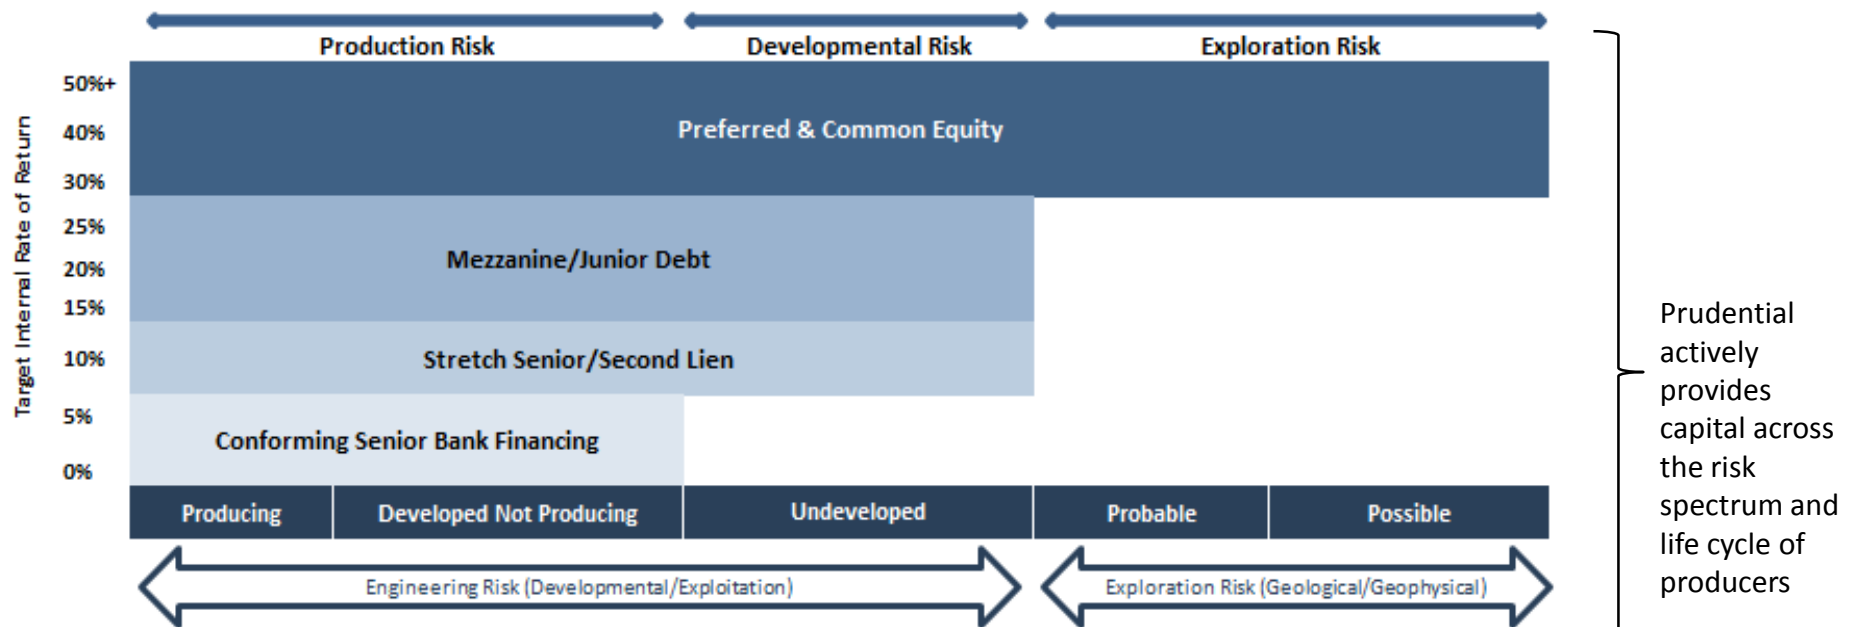 Production Risk
Developmental Risk
Exploration Risk
Target Internal Rate of Return
50%+
40%
30%
25%
20%
15%
10%
5%
0%
Preferred & Common Equity
Mezzanine/Junior Debt
Stretch Senior/Second Lien
Conforming Senior Bank Financing
Producing
Developed Not Producing
Undeveloped
Probable
Possible
Engineering Risk (Developmental/Exploitation)
Exploration Risk (Geological/Geophysical)
Prudential
actively
provides
capital across
the risk
spectrum and
life cycle of
producers